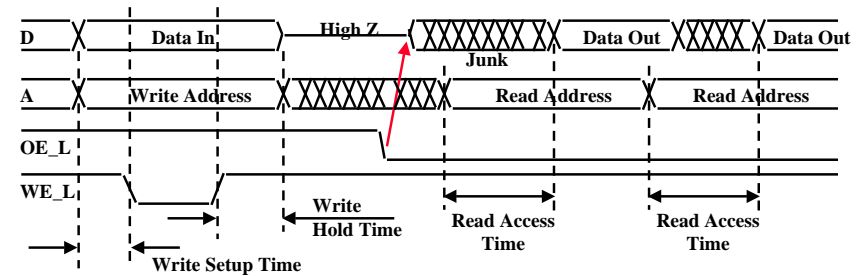 D
Data In
High Z
Junk
Data Out
Data Out
A
Write Address
Read Address
Read Address
OE_L
WE_L
Write
Hold Time
Read Access
Time
Read Access
Time
Write Setup Time